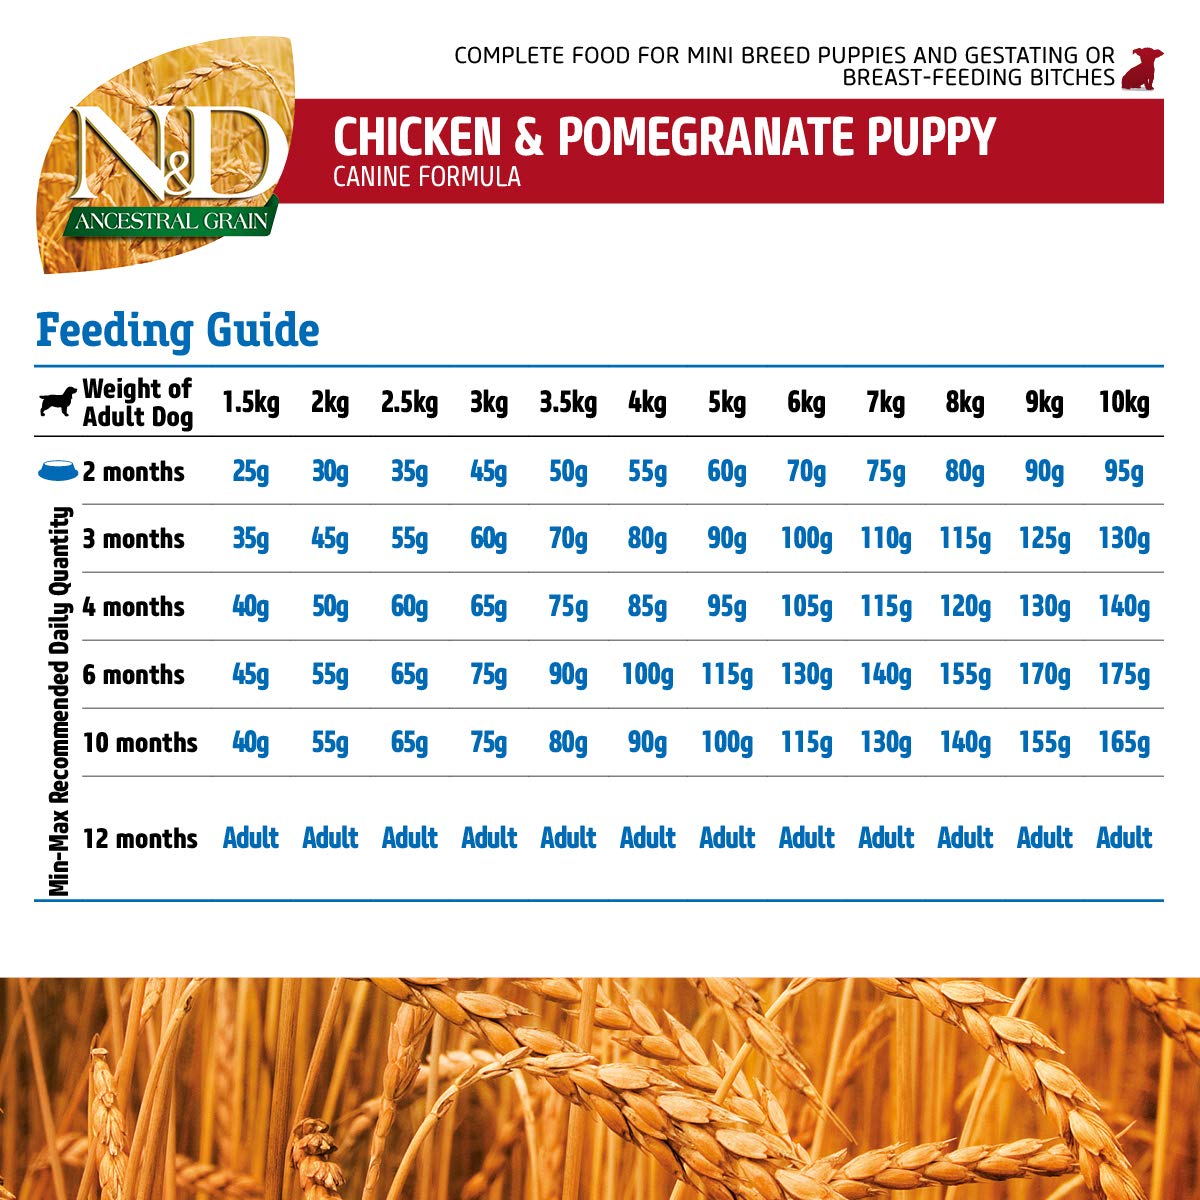 COMPLETE FOOD FOR MINI BREED PUPPIES AND GESTATING OR
BREAST-FEEDING BITCHES
N&D
ANCESTRAL GRAIN
CHICKEN & POMEGRANATE PUPPY
CANINE FORMULA
Feeding Guide
Weight of
Adult Dog 1.5kg 2kg 2.5kg 3kg 3.5kg 4kg 5kg 6kg 7kg 8kg 9kg 10kg
Min-Max Recommended Daily Quantity
2 months 25g 30g 35g 45g 50g 55g 60g 70g 75g 80g 90g 95g
3 months 35g 45g 55g 60g 70g 80g 90g 100g 110g 115g 125g 130g
4 months 40g 50g 60g 65g 75g 85g 95g 105g 115g 120g 130g 140g
6 months 45g 55g 65g 75g 90g 100g 115g 130g 140g 155g 170g 175g
10 months 40g 55g 65g 75g 80g 90g 100g 115g 130g 140g 155g 165g
12 months Adult Adult Adult Adult Adult Adult Adult Adult Adult Adult Adult Adult